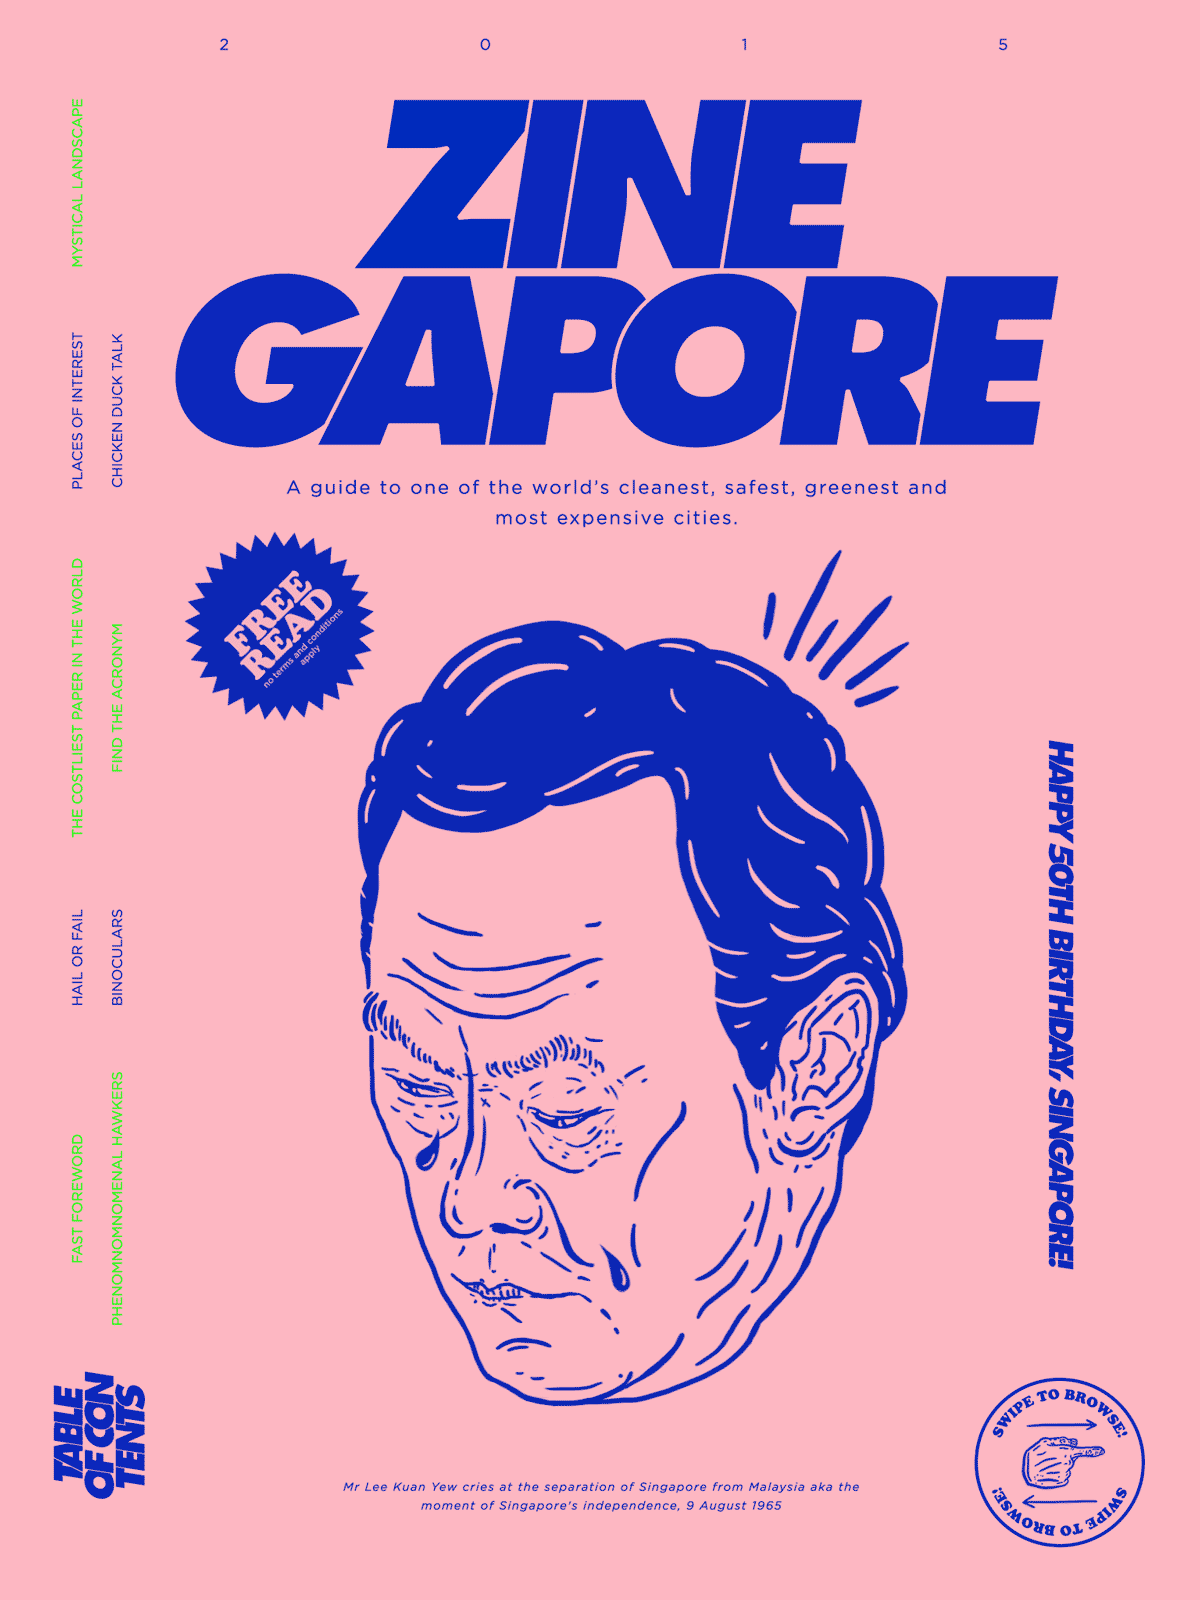 2 0 1 5
ZINE
GAPORE
A guide to one of the world's cleanest, safest, greenest and
most expensive cities.
FREE
READ
no terms and conditions
apply
MYSTICAL LANDSCAPE
PLACES OF INTEREST
CHICKEN DUCK TALK
THE COSTLIEST PAPER IN THE WORLD
FIND THE ACRONYM
HAIL OR FAIL
BINOCULARS
FAST FOREWORD
PHENOMNOMNOMENAL HAWKERS
TABLE
OF CON
TENTS
HAPPY 50TH BIRTHDAY, SINGAPORE!
Mr Lee Kuan Yew cries at the separation of Singapore from Malaysia aka the
moment of Singapore's independence, 9 August 1965
SWIPE TO BROWSE!
SWIPE TO BROWSE!